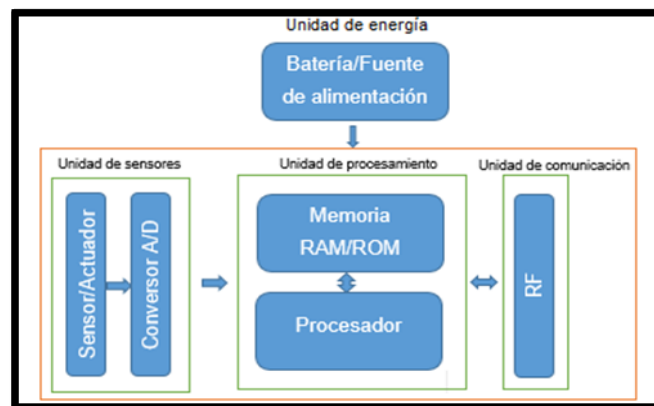 Unidad de energía
Batería/Fuente
de alimentación
Unidad de sensores
Unidad de procesamiento
Unidad de comunicación
Sensor/Actuador
Conversor A/D
Memoria
RAM/ROM
Procesador
RF